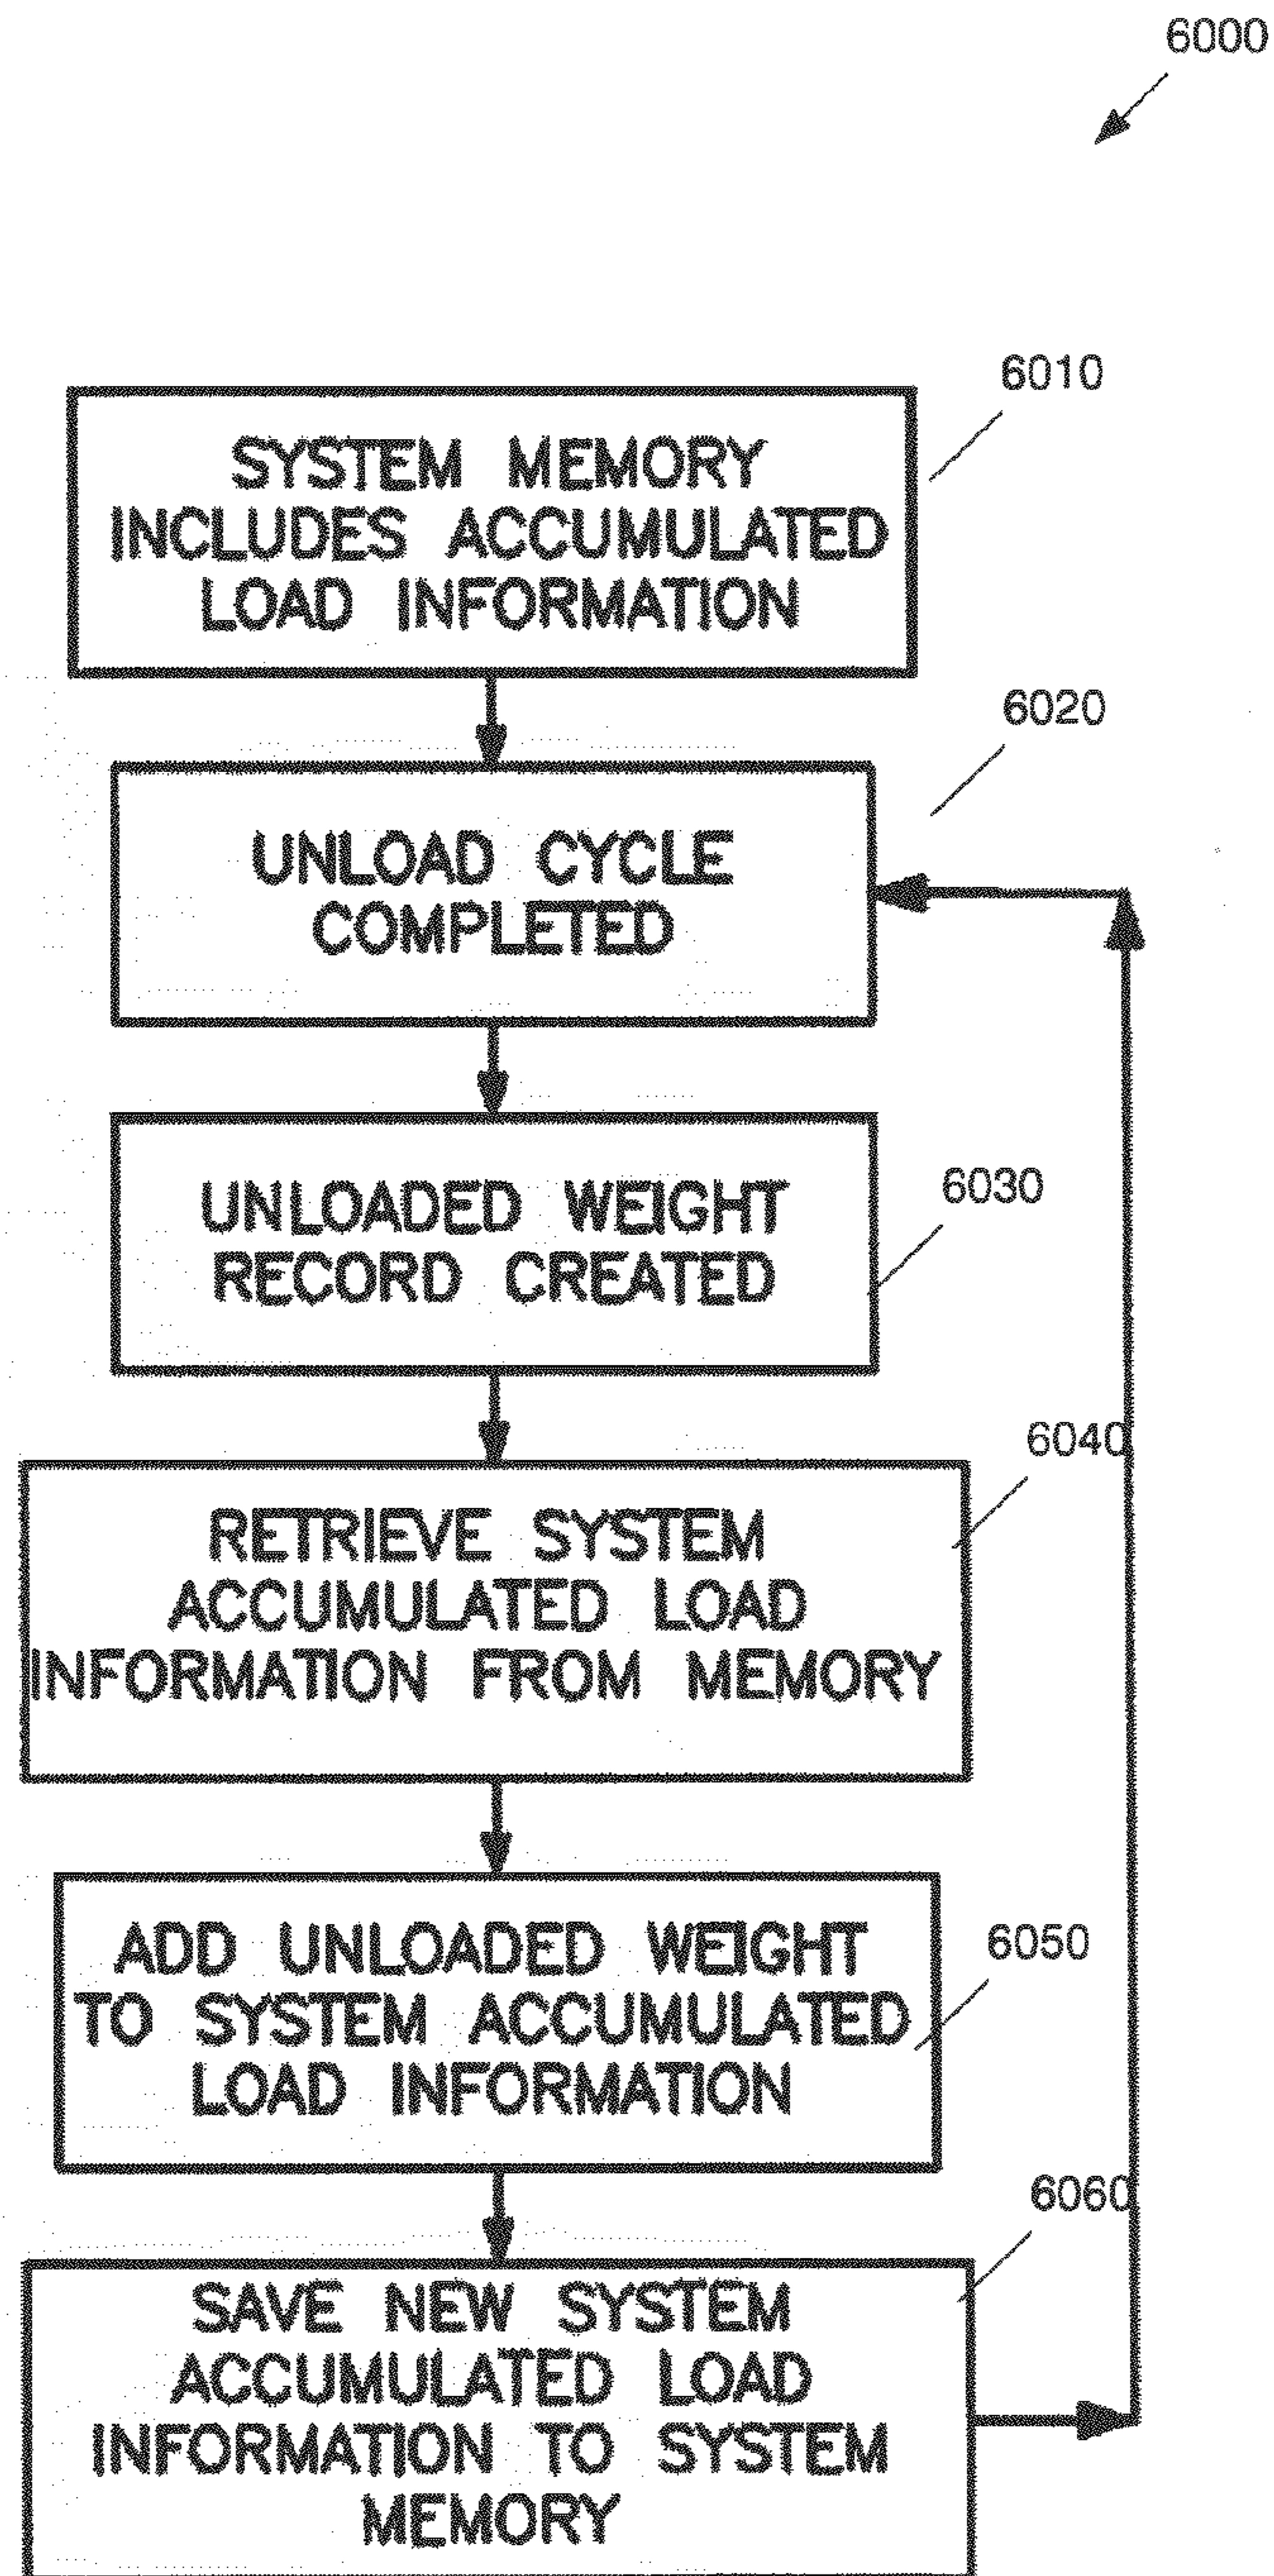 6000
6010
SYSTEM MEMORY
INCLUDES ACCUMULATED
LOAD INFORMATION
6020
UNLOAD CYCLE
COMPLETED
6030
UNLOADED WEIGHT
RECORD CREATED
6040
RETRIEVE SYSTEM
ACCUMULATED LOAD
INFORMATION FROM MEMORY
6050
ADD UNLOADED WEIGHT
TO SYSTEM ACCUMULATED
LOAD INFORMATION
6060
SAVE NEW SYSTEM
ACCUMULATED LOAD
INFORMATION TO SYSTEM
MEMORY